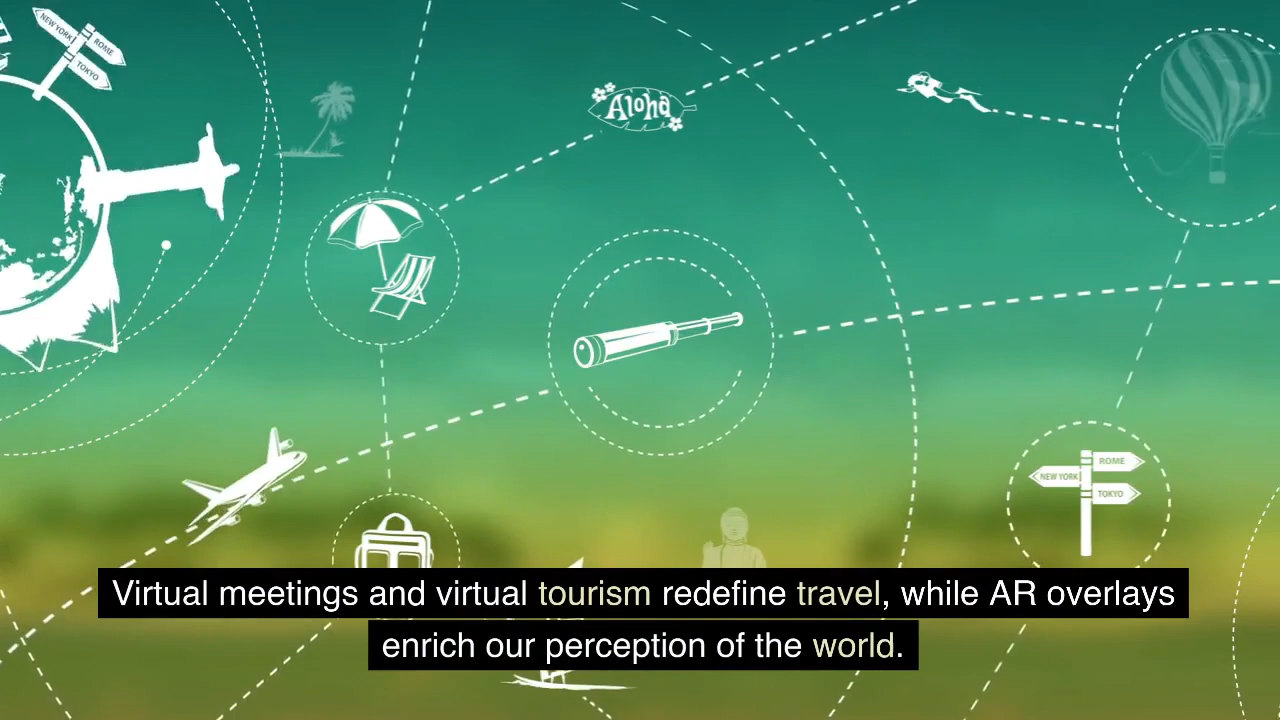 NEW YORK
ROME
TOKYO
Aloha
ROME
NEW YORK
TOKYO
Virtual meetings and virtual tourism redefine travel, while AR overlays
enrich our perception of the world.